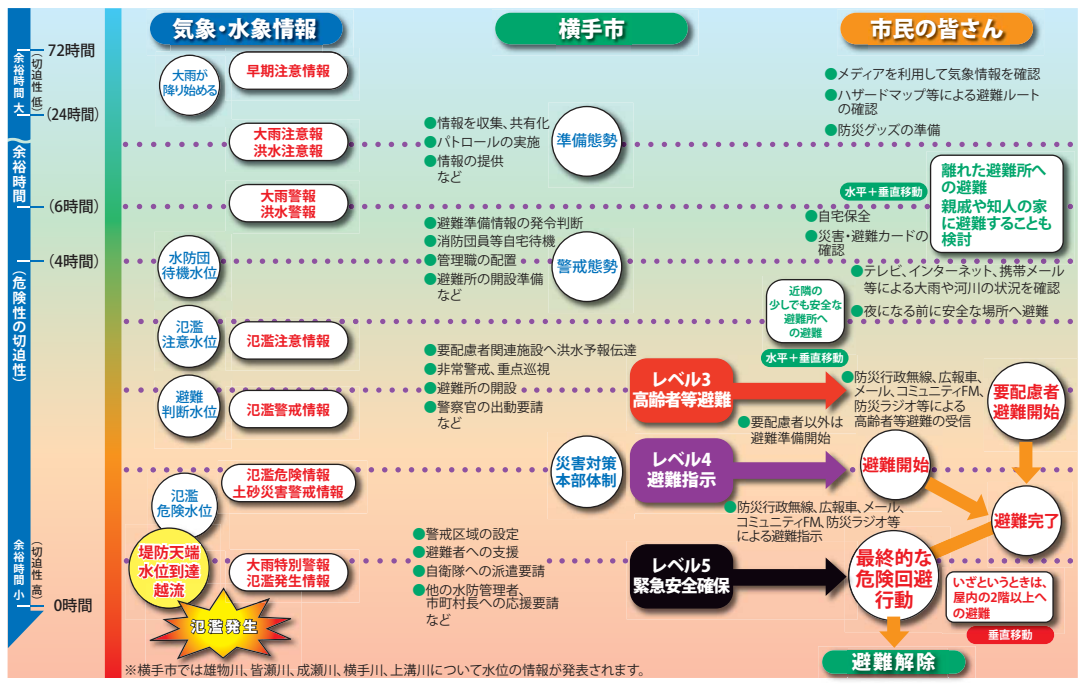 気象・水象情報
横手市
市民の皆さん
72時間
(24時間)
(6時間)
(4時間)
0時間
余裕時間 大
(切迫性 低)
(余裕時間)
(危険性の切迫性)
余裕時間 小
(切迫性 高)
大雨が
降り始める
早期注意情報
大雨注意報
洪水注意報
大雨警報
洪水警報
水防団
待機水位
氾濫
注意水位
氾濫注意情報
避難
判断水位
氾濫警戒情報
氾濫危険情報
土砂災害警戒情報
氾濫
危険水位
堤防天端
水位到達
越流
大雨特別警報
氾濫発生情報
氾濫発生
●情報を収集、共有化
●パトロールの実施
●情報の提供
など
準備態勢
●避難準備情報の発令判断
●消防団員等自宅待機
●管理職の配置
●避難所の開設準備
など
警戒態勢
●要配慮者関連施設へ洪水予報伝達
●非常警戒、重点巡視
●避難所の開設
●警察官の出動要請
など
災害対策
本部体制
●警戒区域の設定
●避難者への支援
●自衛隊への派遣要請
●他の水防管理者、
市町村長への応援要請
など
レベル3
高齢者等避難
レベル4
避難指示
レベル5
緊急安全確保
●メディアを利用して気象情報を確認
●ハザードマップ等による避難ルート
の確認
●防災グッズの準備
水平＋垂直移動
離れた避難所へ
の避難
親戚や知人の家
に避難することも
検討
●自宅保全
●災害・避難カードの
確認
●テレビ、インターネット、携帯メール
等による大雨や河川の状況を確認
●夜になる前に安全な場所へ避難
近隣の
少しでも安全な
避難所へ
の避難
水平＋垂直移動
●防災行政無線、広報車、
メール、コミュニティFM、
防災ラジオ等による
高齢者等避難の受信
●要配慮者以外は
避難準備開始
要配慮者
避難開始
避難開始
●防災行政無線、広報車、メール、
コミュニティFM、防災ラジオ等
による避難指示
避難完了
最終的な
危険回避
行動
いざというときは、
屋内の2階以上へ
の避難
垂直移動
避難解除
※横手市では雄物川、皆瀬川、成瀬川、横手川、上溝川について水位の情報が発表されます。